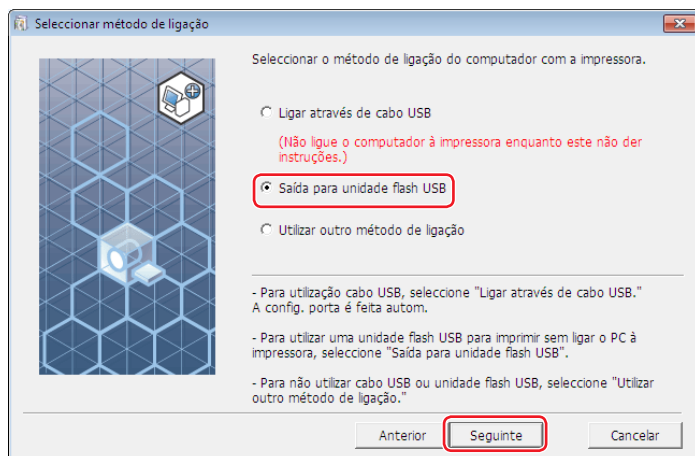 Seleccionar método de ligação
Seleccionar o método de ligação do computador com a impressora.
Ligar através de cabo USB
(Não ligue o computador à impressora enquanto este não der
instruções.)
Saída para unidade flash USB
Utilizar outro método de ligação
- Para utilização cabo USB, seleccione "Ligar através de cabo USB."
A config. porta é feita autom.
- Para utilizar uma unidade flash USB para imprimir sem ligar o PC à
impressora, seleccione "Saída para unidade flash USB".
- Para não utilizar cabo USB ou unidade flash USB, seleccione "Utilizar
outro método de ligação."
Anterior Seguinte Cancelar